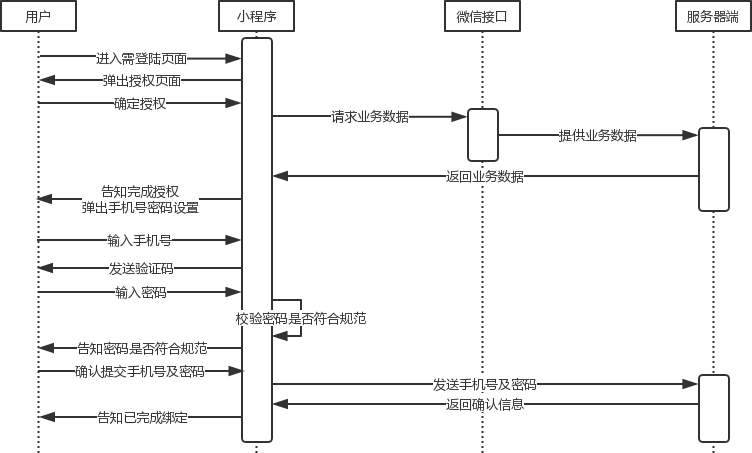 用户
小程序
微信接口
服务器端
进入需登陆页面
弹出授权页面
确定授权
请求业务数据
提供业务数据
返回业务数据
告知完成授权
弹出手机号密码设置
输入手机号
发送验证码
输入密码
校验密码是否符合规范
告知密码是否符合规范
确认提交手机号及密码
发送手机号及密码
返回确认信息
告知已完成绑定